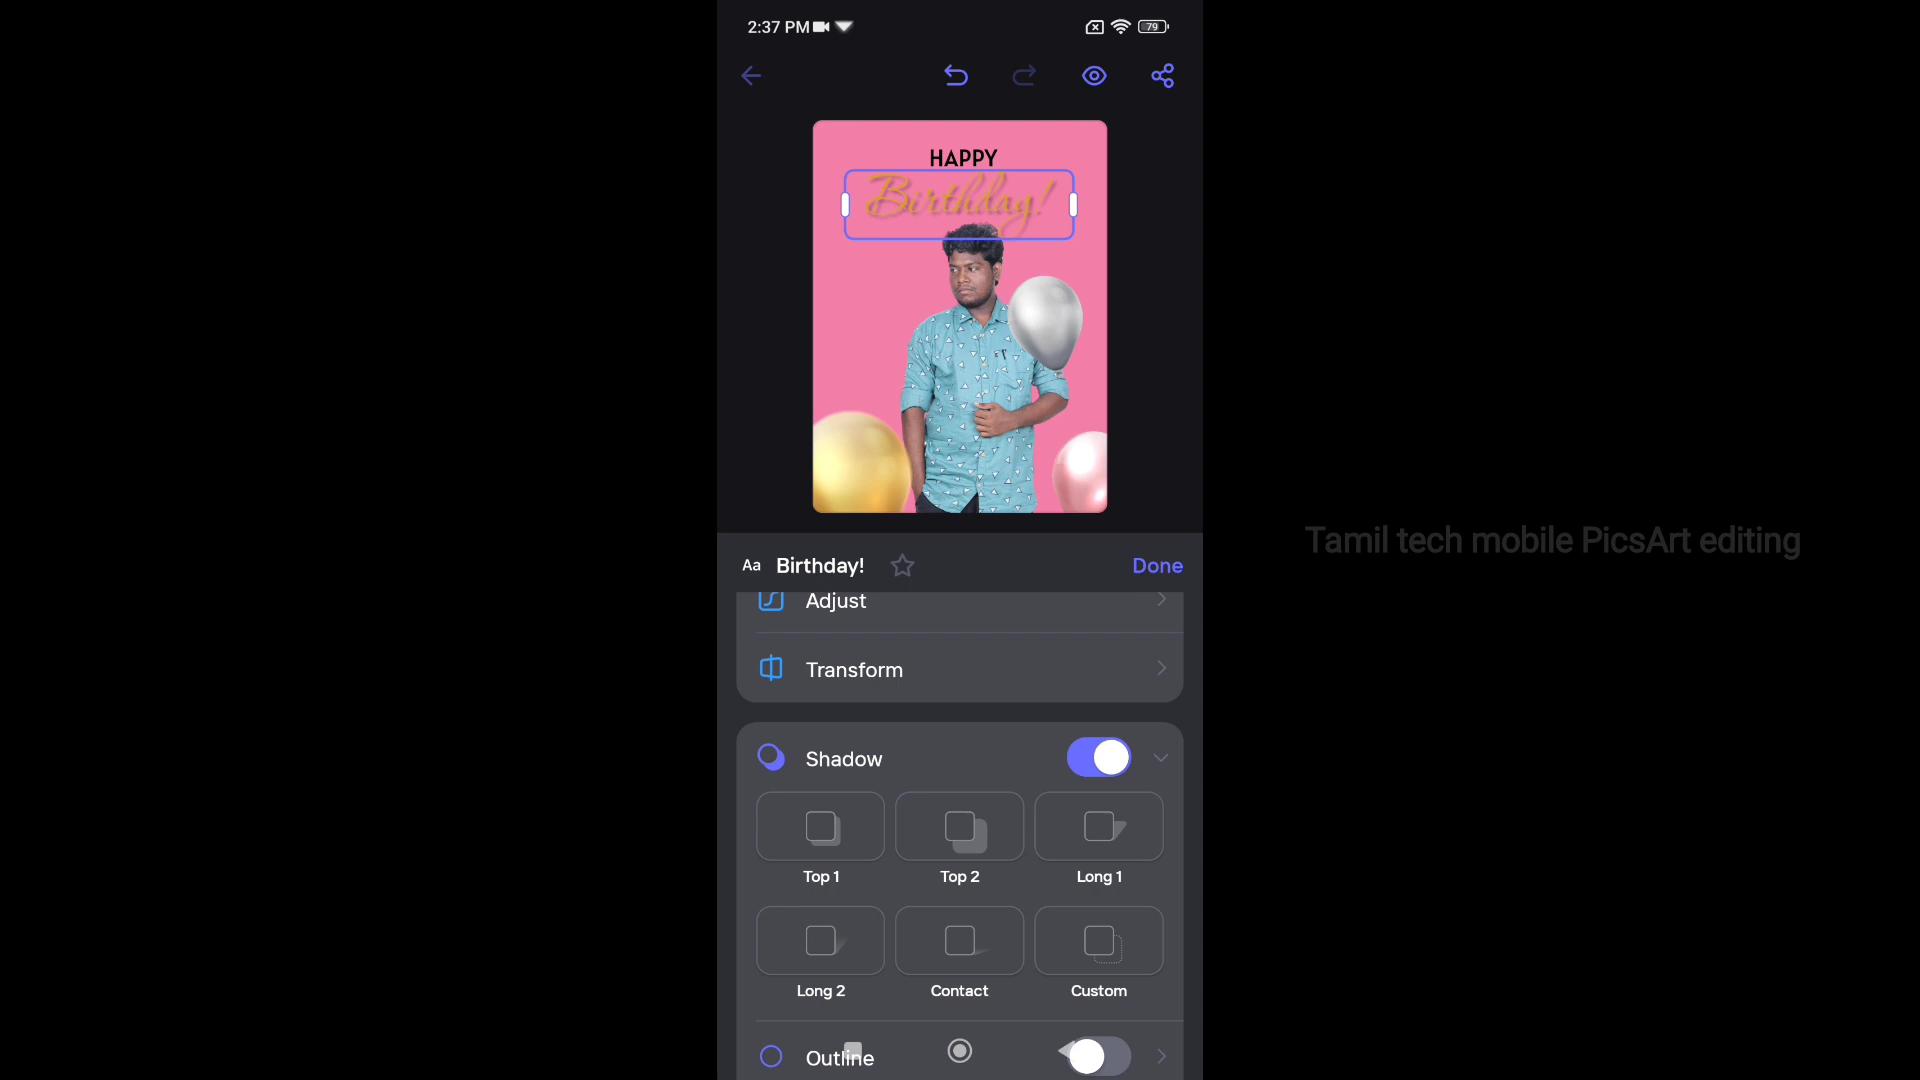 2:37 PM
79
HAPPY
Birthday!
Aa Birthday! Done
Adjust
Transform
Shadow
Top 1 Top 2 Long 1
Long 2 Contact Custom
Outline
Tamil tech mobile PicsArt editing